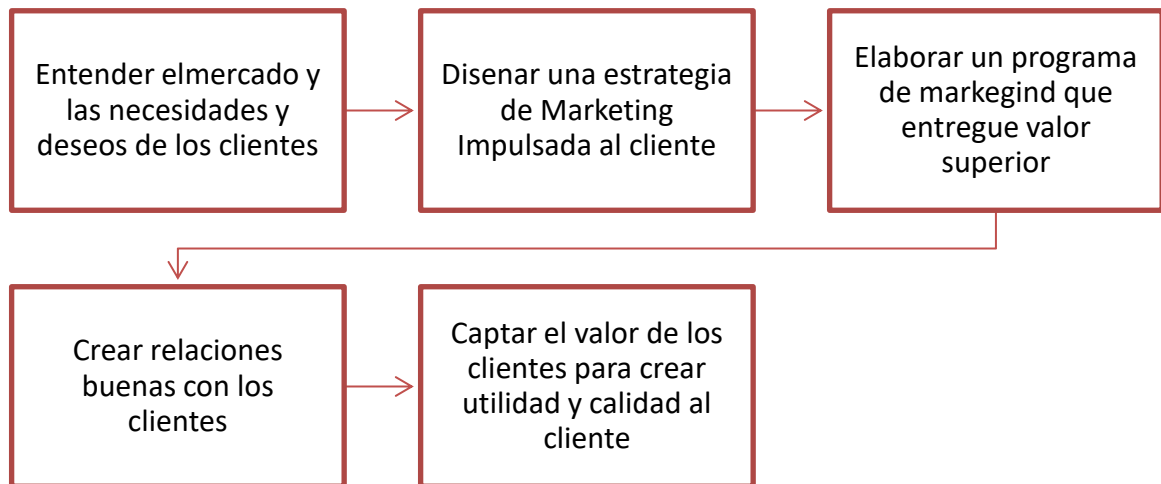 Entender elmercado y
las necesidades y
deseos de los clientes
Disenar una estrategia
de Marketing
Impulsada al cliente
Elaborar un programa
de markegind que
entregue valor
superior
Crear relaciones
buenas con los
clientes
Captar el valor de los
clientes para crear
utilidad y calidad al
cliente